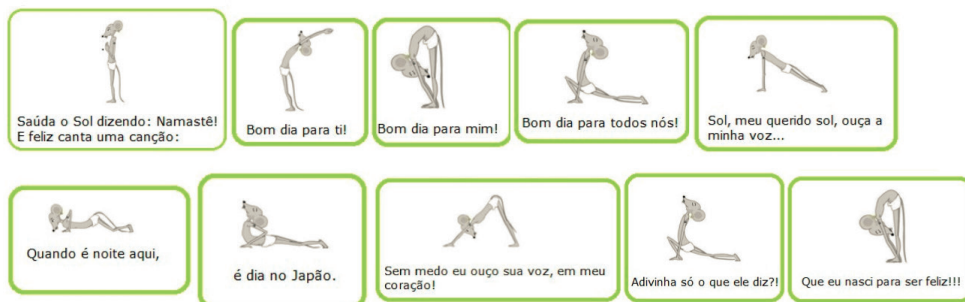 Saúda o Sol dizendo: Namastê!
E feliz canta uma canção:
Bom dia para ti!
Bom dia para mim!
Bom dia para todos nós!
Sol, meu querido sol, ouça a
minha voz...
Quando é noite aqui,
é dia no Japão.
Sem medo eu ouço sua voz, em meu
coração!
Adivinha só o que ele diz?!
Que eu nasci para ser feliz!!!